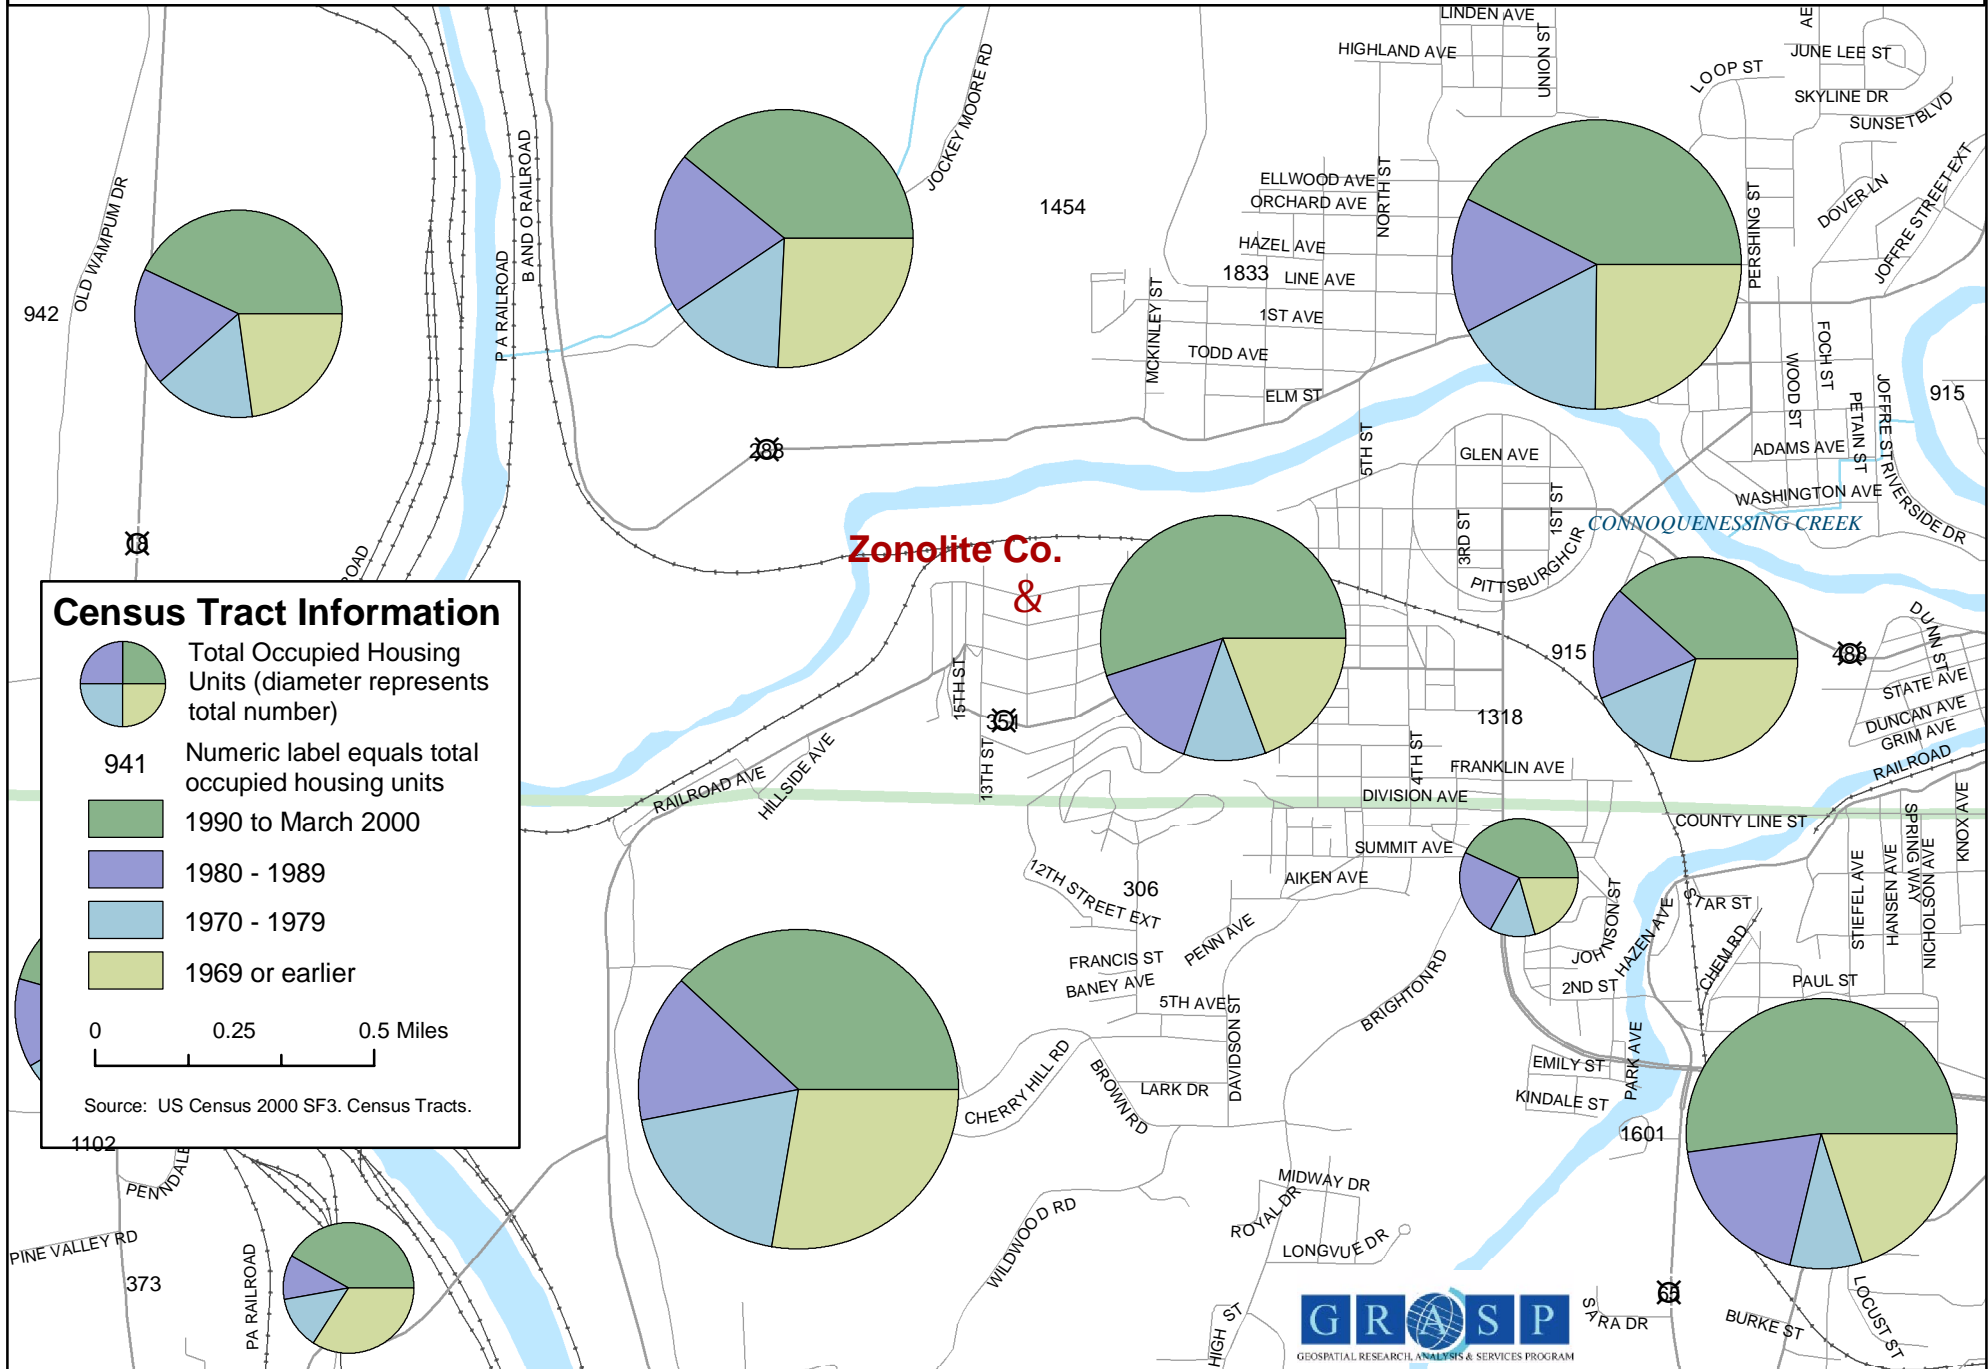 LINDEN AVE
UNION ST
HIGHLAND AVE
AE
JUNE LEE ST
LOOP ST
SKYLINE DR
SUNSET BLVD
JOCKEY MOORE RD
B AND O RAILROAD
P A RAILROAD
OLD WAMPUM DR
942
1454
ELLWOOD AVE
ORCHARD AVE
NORTH ST
HAZEL AVE
1833
LINE AVE
1ST AVE
MCKINLEY ST
TODD AVE
ELM ST
PERSHING ST
DOVER LN
JOFFRE STREET EXT
FOCH ST
WOOD ST
PETAIN ST
JOFFRE ST
RIVERSIDE DR
915
ADAMS AVE
WASHINGTON AVE
CONNOQUENESSING CREEK
288
18
5TH ST
GLEN AVE
3RD ST
1ST ST
PITTSBURGH CIR
Zonolite Co.
&
ROAD
Census Tract Information
Total Occupied Housing
Units (diameter represents
total number)
941
Numeric label equals total
occupied housing units
1990 to March 2000
1980 - 1989
1970 - 1979
1969 or earlier
0 0.25 0.5 Miles
Source: US Census 2000 SF3. Census Tracts.
15TH ST
351
13TH ST
HILLSIDE AVE
RAILROAD AVE
915
488
DUNN ST
STATE AVE
DUNCAN AVE
GRIM AVE
RAILROAD
1318
4TH ST
FRANKLIN AVE
DIVISION AVE
COUNTY LINE ST
SPRING WAY
KNOX AVE
STIEFEL AVE
HANSEN AVE
NICHOLSON AVE
SUMMIT AVE
AIKEN AVE
306
12TH STREET EXT
PENN AVE
FRANCIS ST
BANEY AVE
5TH AVE
DAVIDSON ST
BRIGHTON RD
JOHNSON ST
HAZEN AVE
STAR ST
CHEM RD
2ND ST
PAUL ST
PARK AVE
EMILY ST
KINDALE ST
CHERRY HILL RD
BROWN RD
LARK DR
1601
1102
PENNDALE
PINE VALLEY RD
373
PA RAILROAD
WILDWOOD RD
MIDWAY DR
ROYAL DR
LONGVUE DR
HIGH ST
65
SARA DR
BURKE ST
LOCUST ST
GRASP
GEOSPATIAL RESEARCH, ANALYSIS & SERVICES PROGRAM